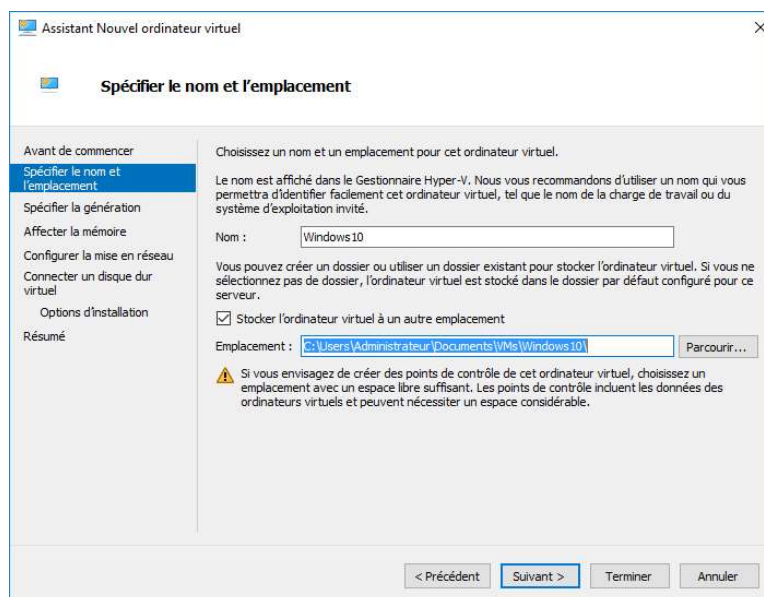 Assistant Nouvel ordinateur virtuel
Spécifier le nom et l'emplacement
Avant de commencer
Spécifier le nom et
l'emplacement
Spécifier la génération
Affecter la mémoire
Configurer la mise en réseau
Connecter un disque dur
virtuel
Options d'installation
Résumé
Choisissez un nom et un emplacement pour cet ordinateur virtuel.
Le nom est affiché dans le Gestionnaire Hyper-V. Nous vous recommandons d'utiliser un nom qui vous
permettra d'identifier facilement cet ordinateur virtuel, tel que le nom de la charge de travail ou du
système d'exploitation invité.
Nom : Windows10
Vous pouvez créer un dossier ou utiliser un dossier existant pour stocker l'ordinateur virtuel. Si vous ne
sélectionnez pas de dossier, l'ordinateur virtuel est stocké dans le dossier par défaut configuré pour ce
serveur.
Stocker l'ordinateur virtuel à un autre emplacement
Emplacement : C:\Users\Administrateur\Documents\VMs\Windows10\ Parcourir...
Si vous envisagez de créer des points de contrôle de cet ordinateur virtuel, choisissez un
emplacement avec un espace libre suffisant. Les points de contrôle incluent les données des
ordinateurs virtuels et peuvent nécessiter un espace considérable.
< Précédent Suivant > Terminer Annuler